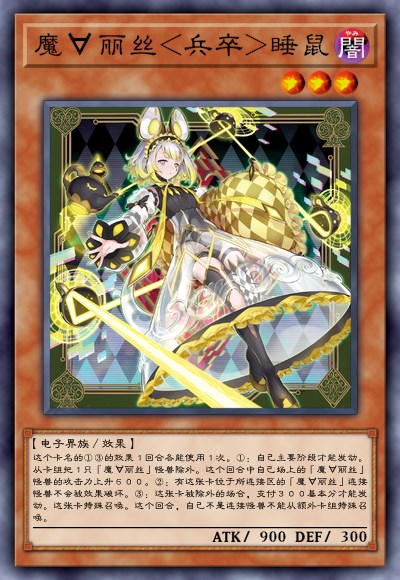 魔∀丽丝<兵卒>睡鼠
やみ
闇
【电子界族/效果】
这个卡名的①③的效果1回合各能使用1次。①：自己主要阶段才能发动。
从卡组把1只「魔∀丽丝」怪兽除外。这个回合中自己场上的「魔∀丽丝」
怪兽的攻击力上升600。②：有这张卡位于所连接区的「魔∀丽丝」连接
怪兽不会被效果破坏。③：这张卡被除外的场合，支付300基本分才能发
动。这张卡特殊召唤。这个回合，自己不是连接怪兽不能从额外卡组特殊召
唤。
ATK/ 900 DEF/ 300